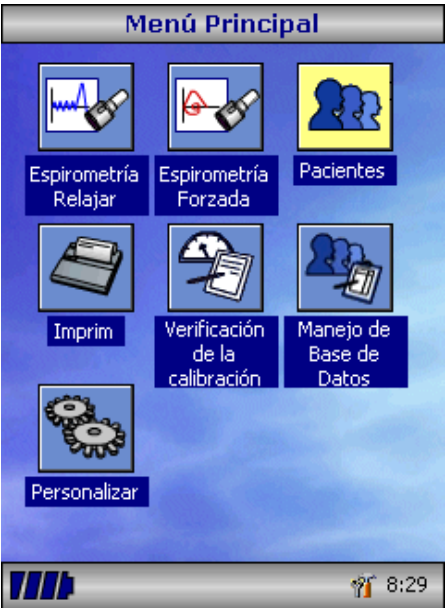 Menú Principal
Espirometría
Relajar
Espirometría
Forzada
Pacientes
Imprim
Verificación
de la
calibración
Manejo de
Base de
Datos
Personalizar
8:29